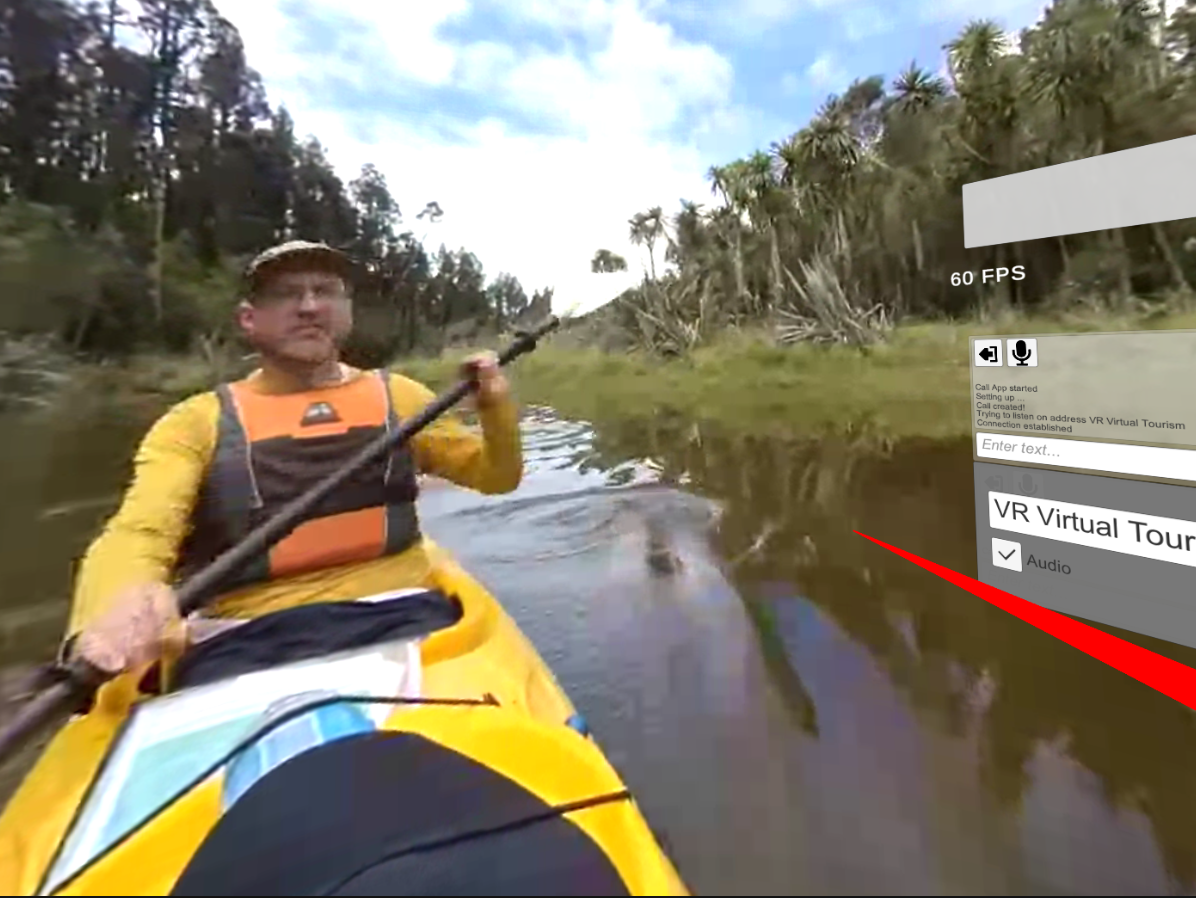 60 FPS
Call App started
Setting up ...
Call created!
Trying to listen on address VR Virtual Tourism
Connection established
Enter text...
VR Virtual Tour
Audio